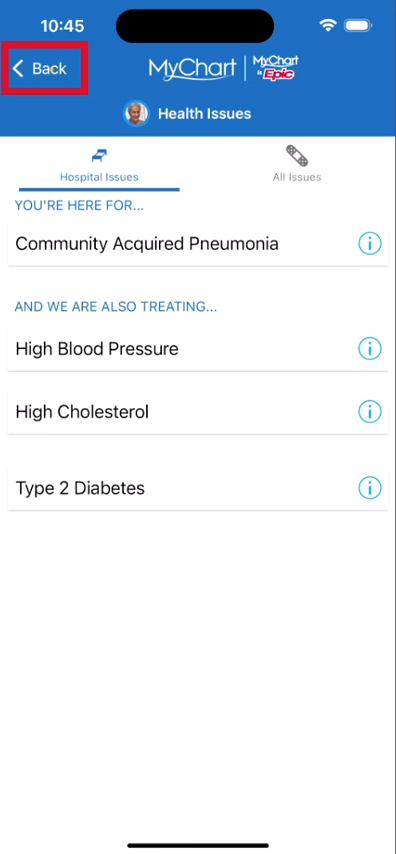 10:45
Back
MyChart
MyChart
by Epic
Health Issues
Hospital Issues
All Issues
YOU'RE HERE FOR...
Community Acquired Pneumonia
AND WE ARE ALSO TREATING...
High Blood Pressure
High Cholesterol
Type 2 Diabetes